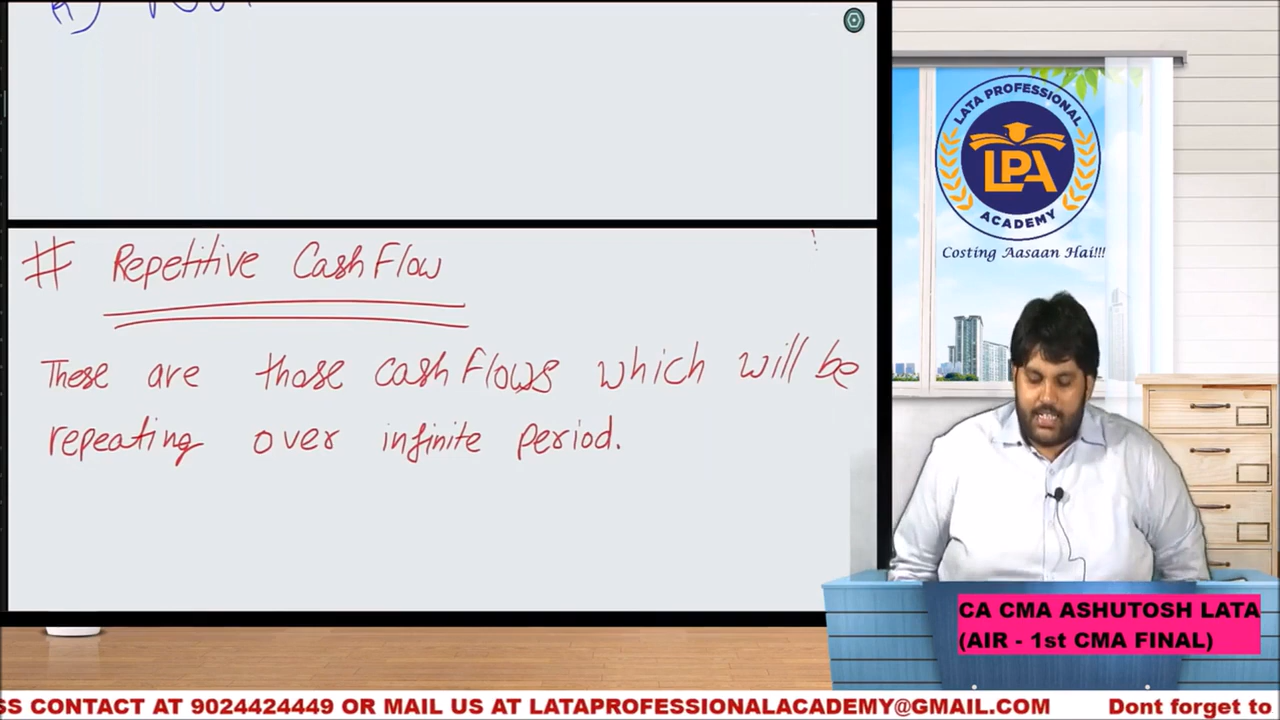 # Repetitive Cash Flow
These are those cash flows which will be
repeating over infinite period.
LATA PROFESSIONAL
LPA
ACADEMY
Costing Aasaan Hai!!!
CA CMA ASHUTOSH LATA
(AIR - 1st CMA FINAL)
SS CONTACT AT 9024424449 OR MAIL US AT LATAPROFESSIONALACADEMY@GMAIL.COM Dont forget to